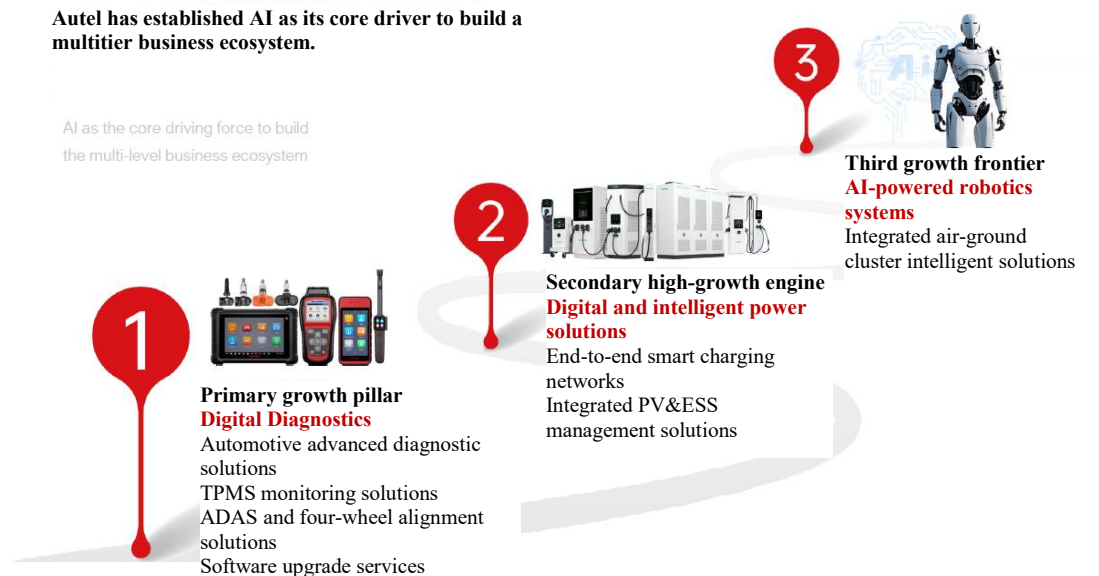 Autel has established AI as its core driver to build a
multitier business ecosystem.
AI as the core driving force to build
the multi-level business ecosystem
1
Primary growth pillar
Digital Diagnostics
Automotive advanced diagnostic
solutions
TPMS monitoring solutions
ADAS and four-wheel alignment
solutions
Software upgrade services
2
Secondary high-growth engine
Digital and intelligent power
solutions
End-to-end smart charging
networks
Integrated PV&ESS
management solutions
3
Ai
Third growth frontier
AI-powered robotics
systems
Integrated air-ground
cluster intelligent solutions